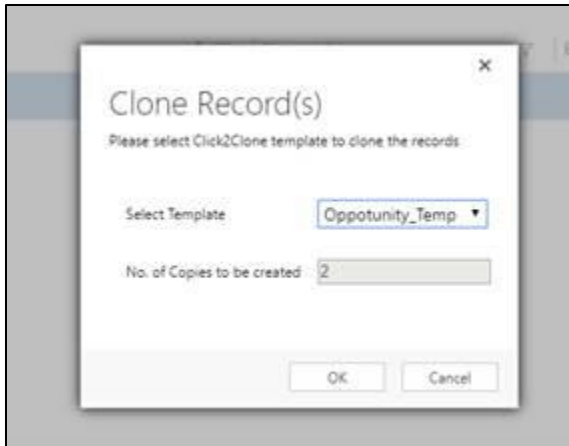 Clone Record(s)
Please select Click2Clone template to clone the records
Select Template Oppotunity_Temp
No. of Copies to be created 2
OK Cancel